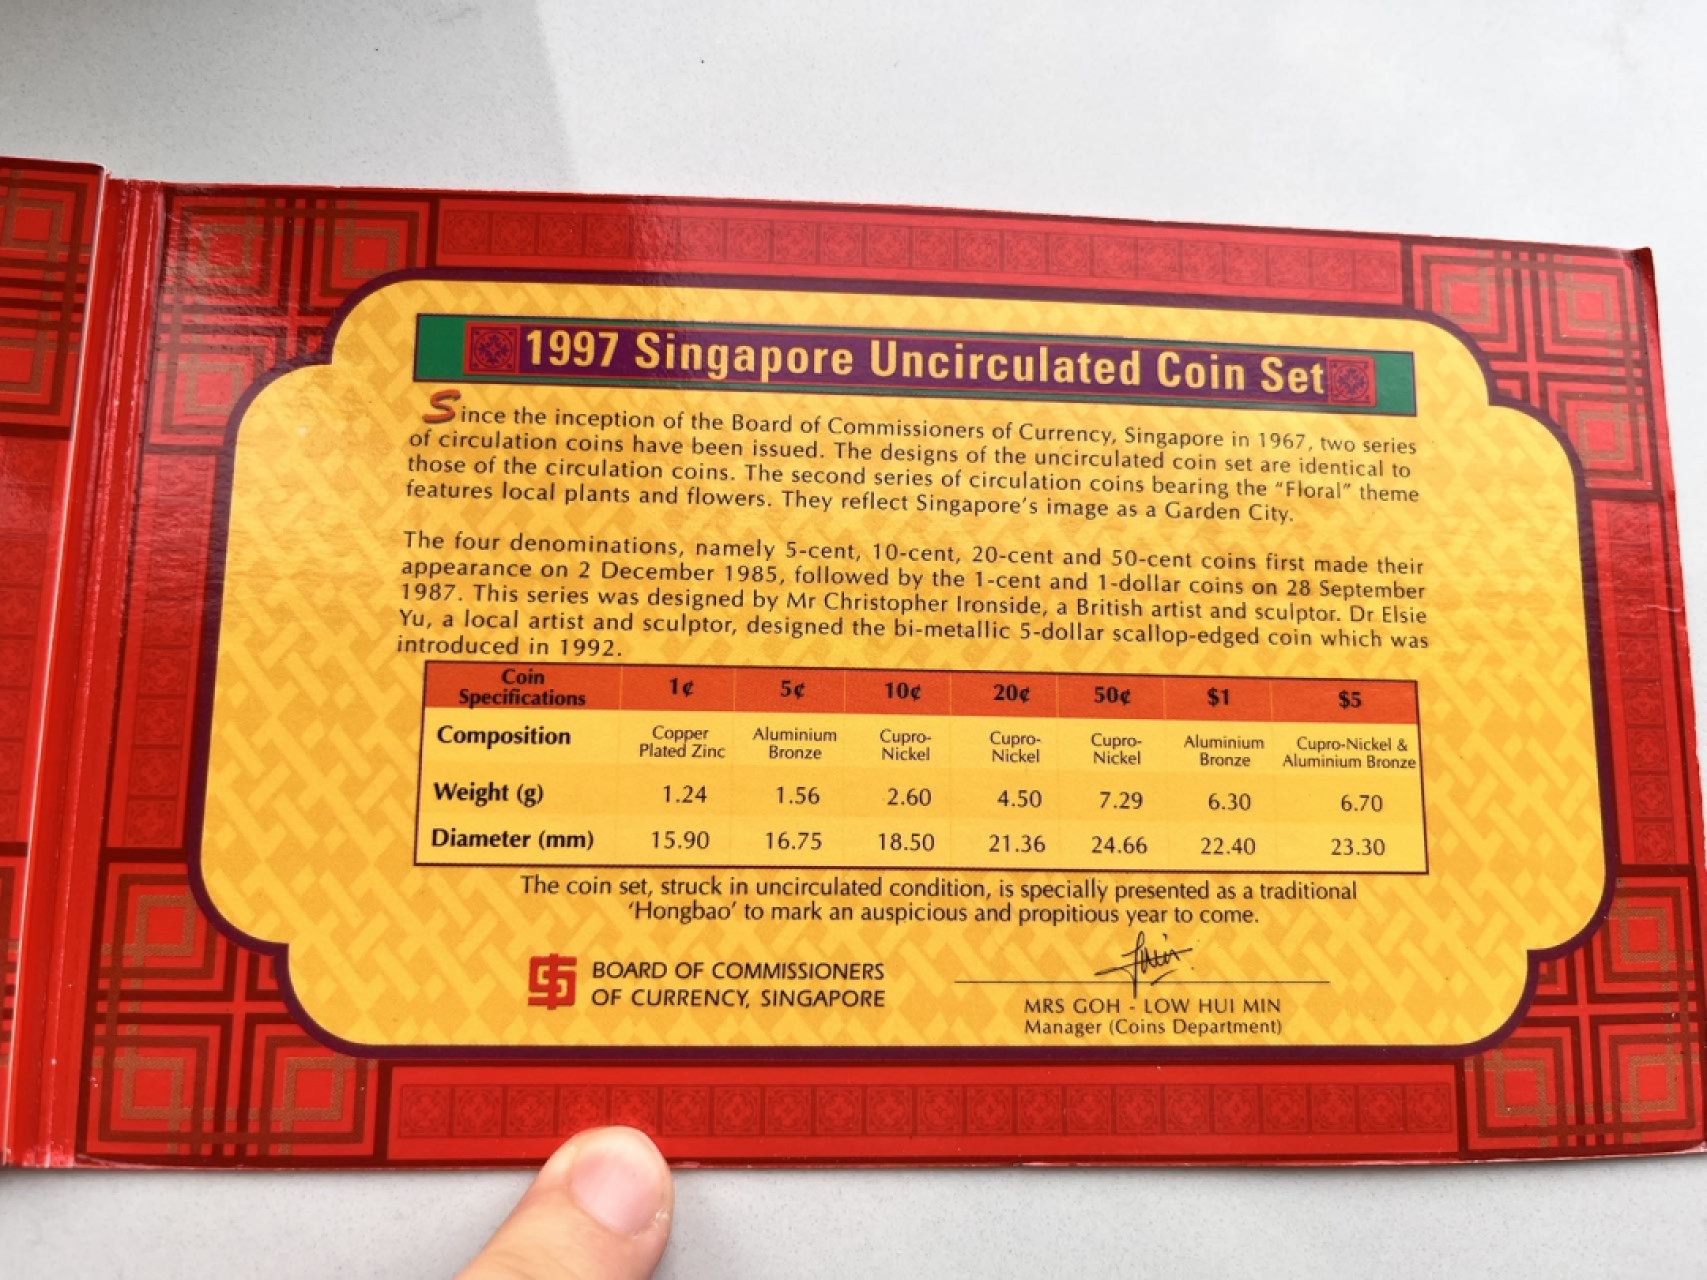 1997 Singapore Uncirculated Coin Set
Since the inception of the Board of Commissioners of Currency, Singapore in 1967, two series
of circulation coins have been issued. The designs of the uncirculated coin set are identical to
those of the circulation coins. The second series of circulation coins bearing the “Floral” theme
features local plants and flowers. They reflect Singapore’s image as a Garden City.
The four denominations, namely 5-cent, 10-cent, 20-cent and 50-cent coins first made their
appearance on 2 December 1985, followed by the 1-cent and 1-dollar coins on 28 September
1987. This series was designed by Mr Christopher Ironside, a British artist and sculptor. Dr Elsie
Yu, a local artist and sculptor, designed the bi-metallic 5-dollar scallop-edged coin which was
introduced in 1992.
Coin Specifications 1¢ 5¢ 10¢ 20¢ 50¢ $1 $5
Composition Copper Plated Zinc Aluminium Bronze Cupro-Nickel Cupro-Nickel Cupro-Nickel Aluminium Bronze Cupro-Nickel & Aluminium Bronze
Weight (g) 1.24 1.56 2.60 4.50 7.29 6.30 6.70
Diameter (mm) 15.90 16.75 18.50 21.36 24.66 22.40 23.30
The coin set, struck in uncirculated condition, is specially presented as a traditional
‘Hongbao’ to mark an auspicious and propitious year to come.
BOARD OF COMMISSIONERS
OF CURRENCY, SINGAPORE
MRS GOH - LOW HUI MIN
Manager (Coins Department)